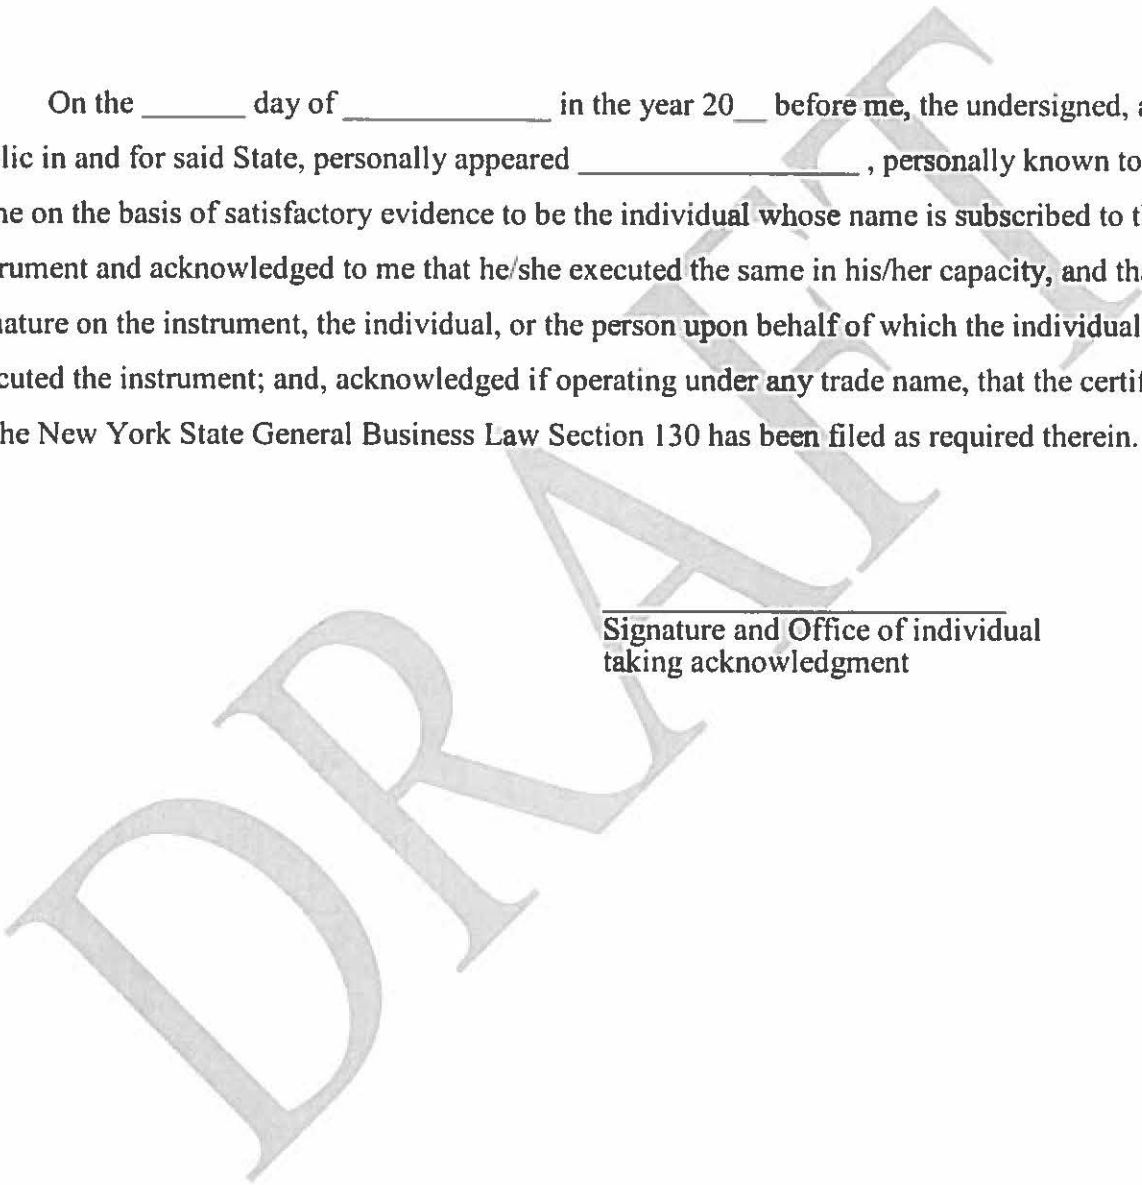 On the _______ day of ______________ in the year 20__ before me, the undersigned, a
lic in and for said State, personally appeared ___________________ , personally known to
ne on the basis of satisfactory evidence to be the individual whose name is subscribed to t
rument and acknowledged to me that he/she executed the same in his/her capacity, and tha
nature on the instrument, the individual, or the person upon behalf of which the individual
cuted the instrument; and, acknowledged if operating under any trade name, that the certif
he New York State General Business Law Section 130 has been filed as required therein.
Signature and Office of individual
taking acknowledgment
DRAFT